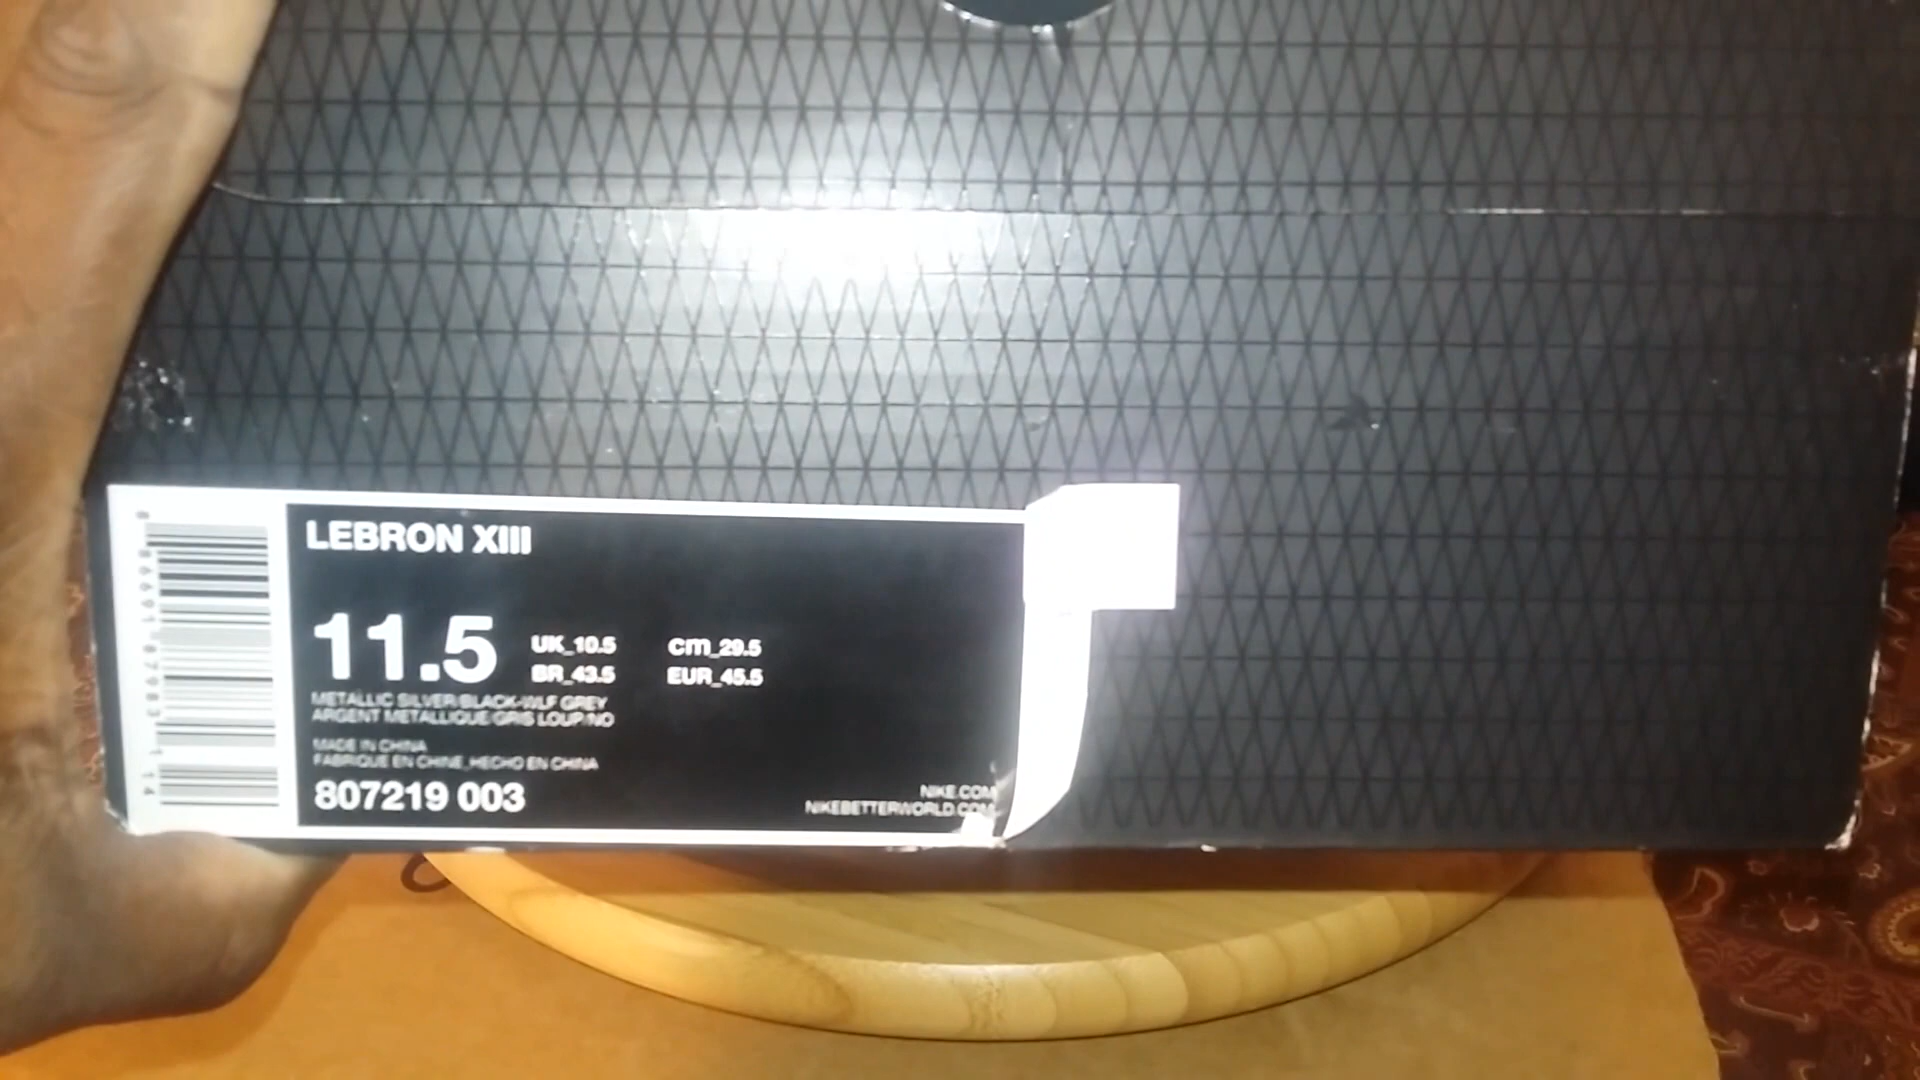 LEBRON XIII
11.5
UK_10.5 cm_29.5
BR_43.5 EUR_45.5
METALLIC SILVER/BLACK-WLF GREY
ARGENT METALLIQUE/GRIS LOUP/NO
MADE IN CHINA
FABRIQUE EN CHINE_HECHO EN CHINA
807219 003
NIKE.COM
NIKEBETTERWORLD.COM